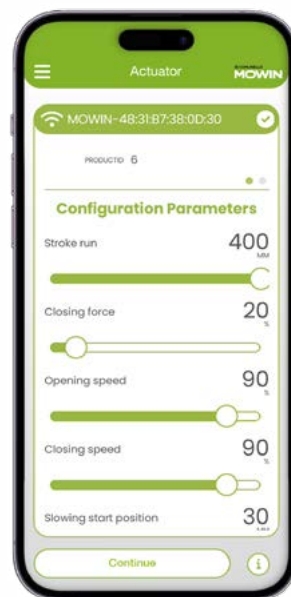 Actuator
MOWIN
MOWIN-48:31:B7:38:0D:30
PRODUCTID 6
Configuration Parameters
Stroke run 400
MM
Closing force 20
%
Opening speed 90
%
Closing speed 90
%
Slowing start position 30
Continue
i